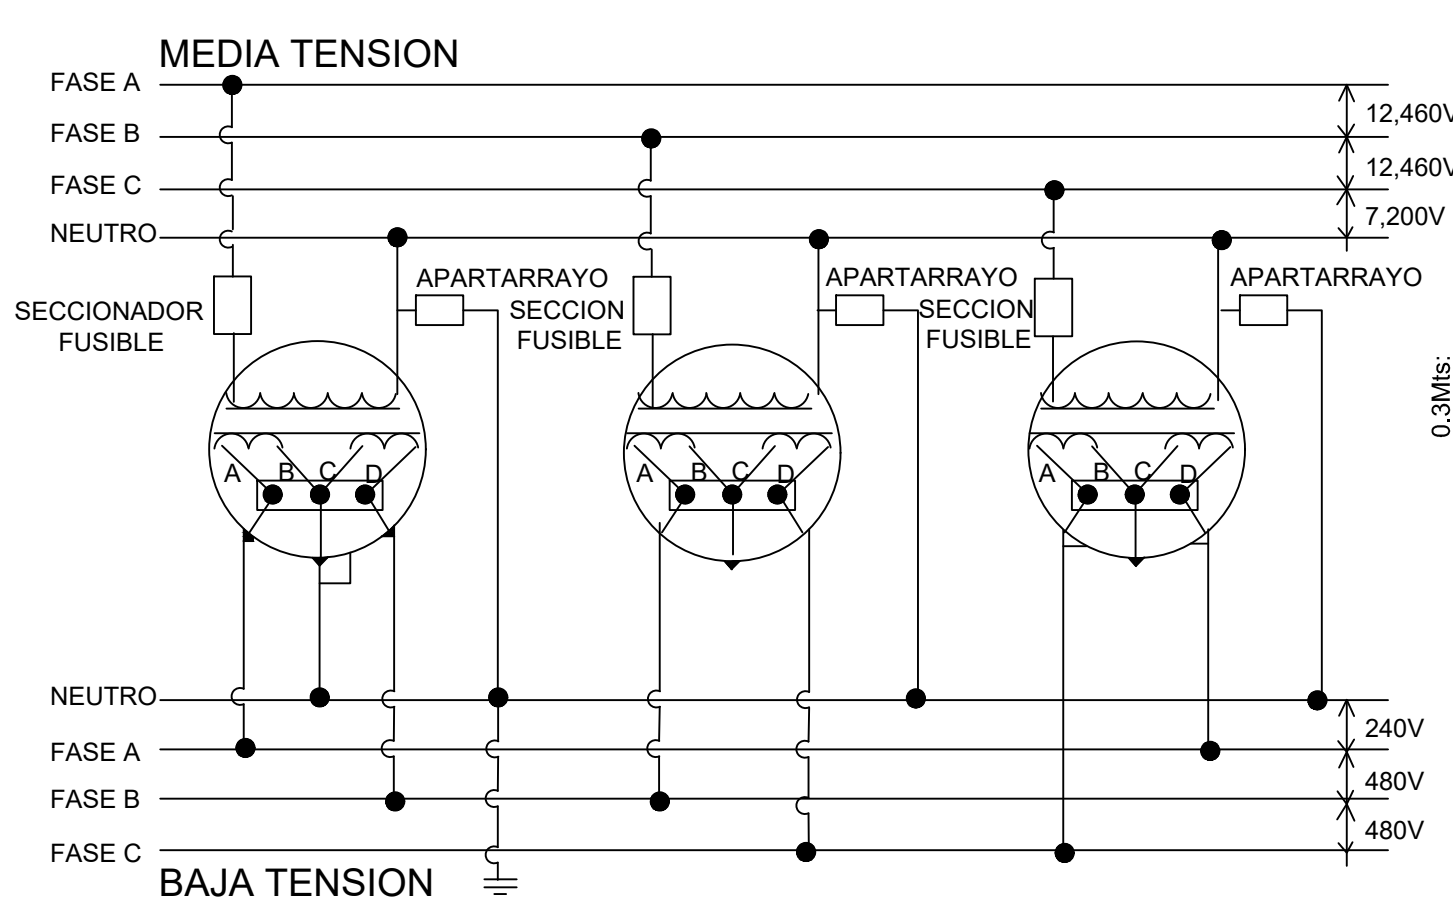 MEDIA TENSION
FASE A
12,460V
FASE B
12,460V
FASE C
7,200V
NEUTRO
APARTARRAYO
APARTARRAYO
APARTARRAYO
SECCIONADOR
FUSIBLE
SECCION
FUSIBLE
SECCION
FUSIBLE
0.3Mts:
A B C D
A B C D
A B C D
NEUTRO
240V
FASE A
480V
FASE B
480V
FASE C
BAJA TENSION